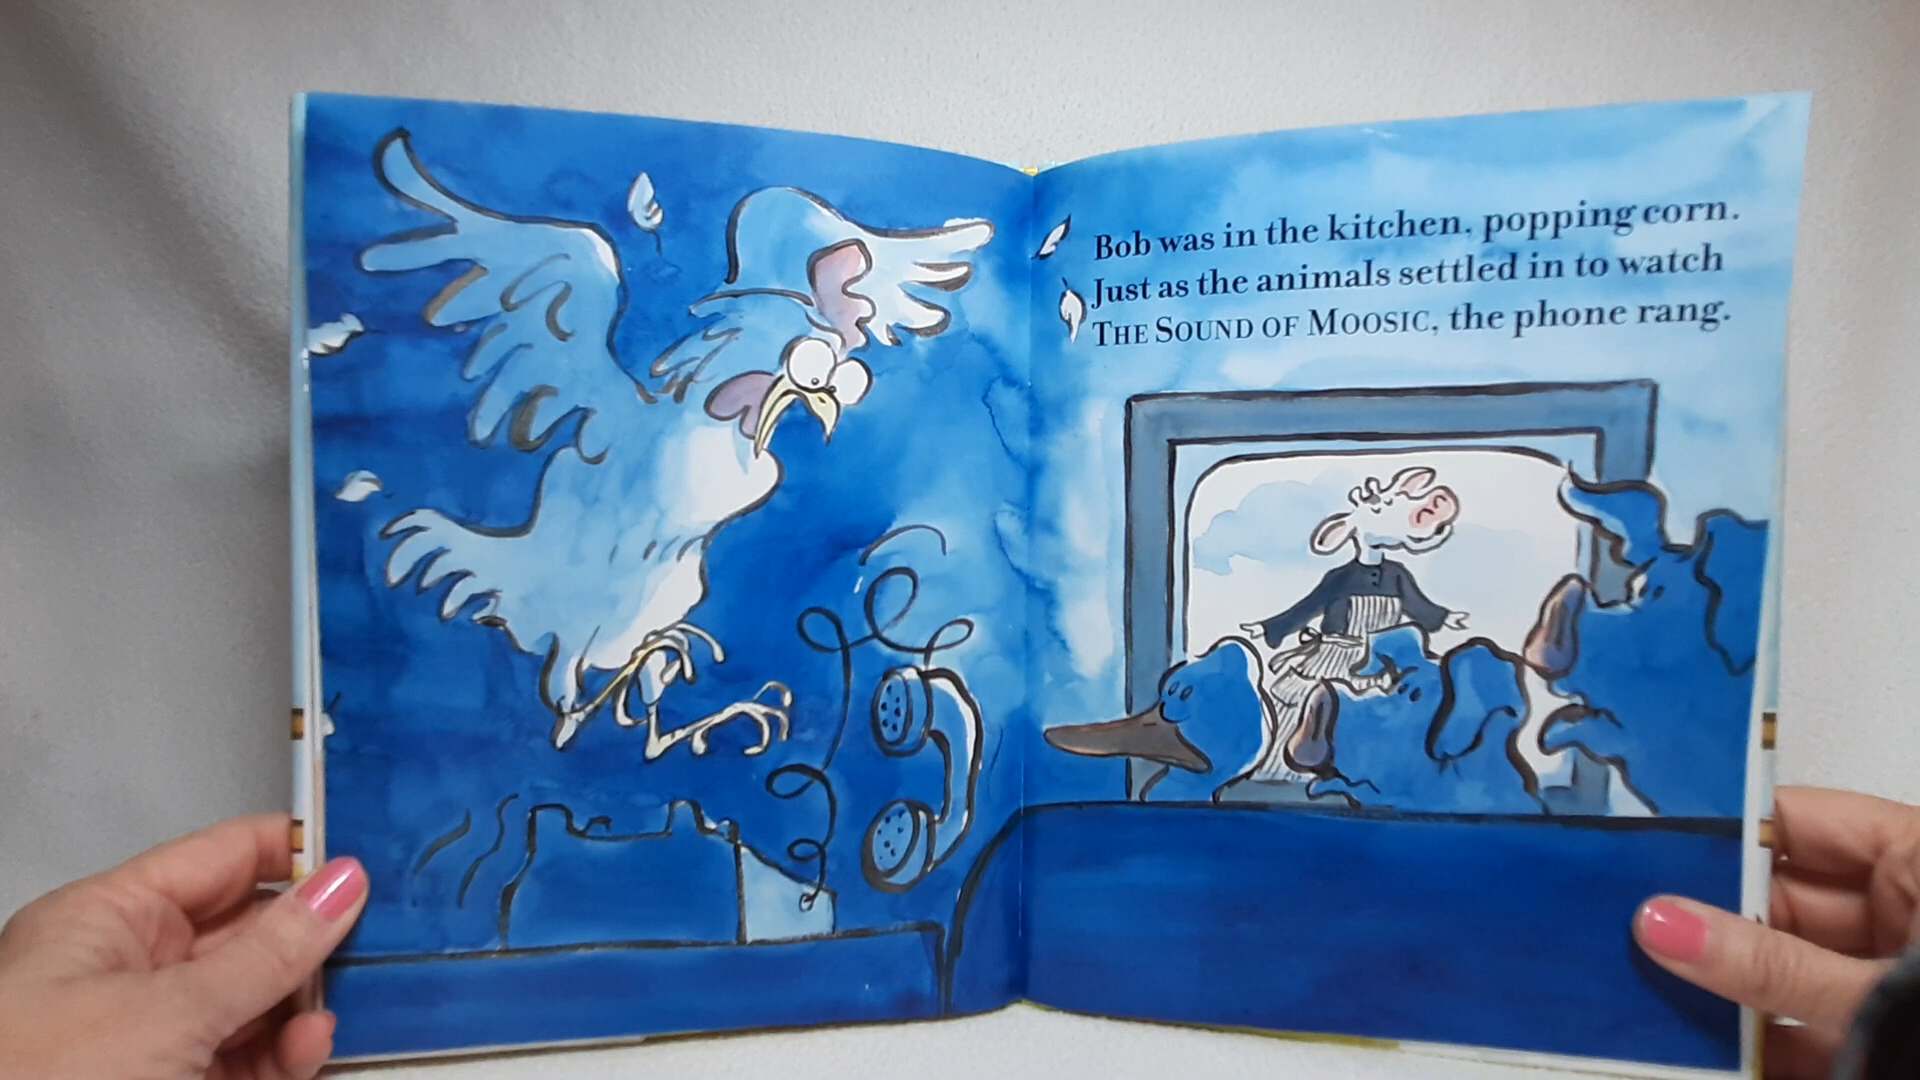 Bob was in the kitchen, popping corn.
Just as the animals settled in to watch
THE SOUND OF MOOSIC, the phone rang.